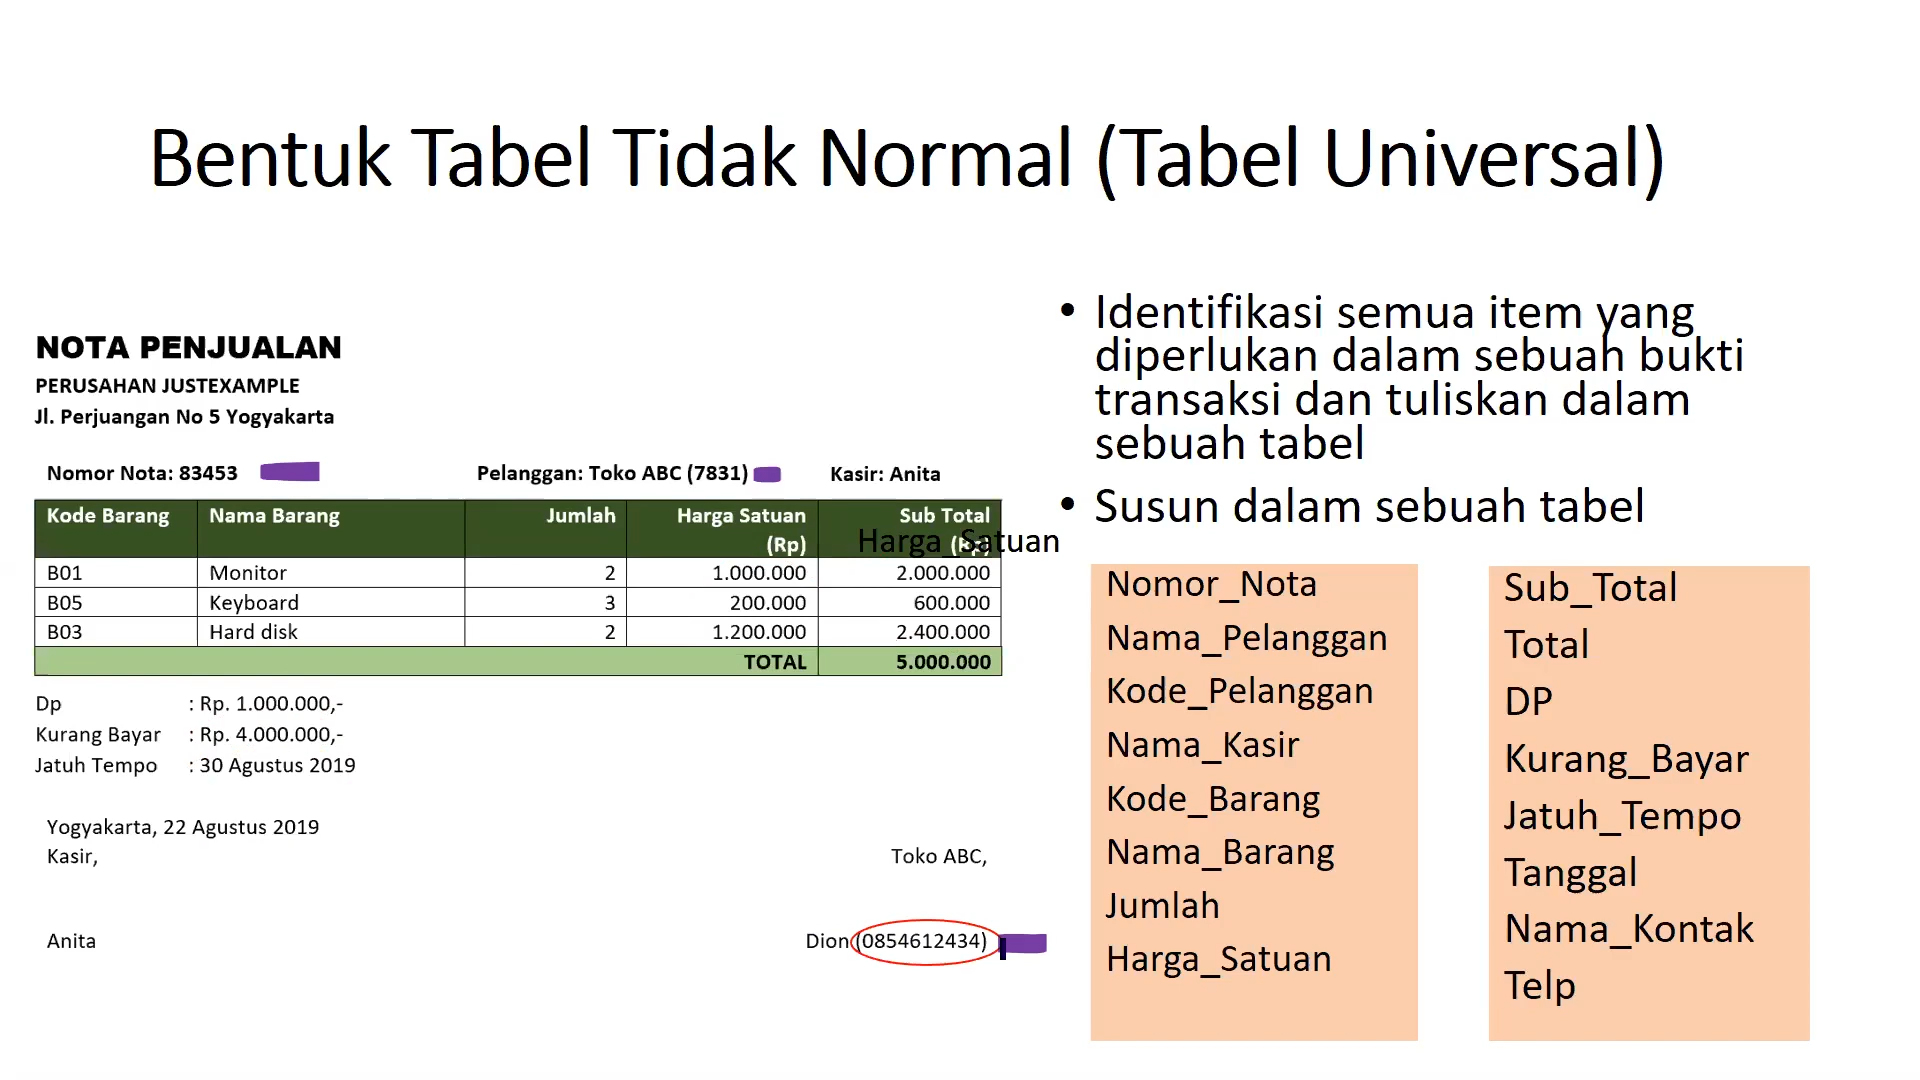 Bentuk Tabel Tidak Normal (Tabel Universal)
NOTA PENJUALAN
PERUSAHAN JUSTEXAMPLE
Jl. Perjuangan No 5 Yogyakarta
Nomor Nota: 83453 Pelanggan: Toko ABC (7831) Kasir: Anita
Kode Barang Nama Barang Jumlah Harga Satuan Sub Total
(Rp) (Rp)
Harga_Satuan
B01 Monitor 2 1.000.000 2.000.000
B05 Keyboard 3 200.000 600.000
B03 Hard disk 2 1.200.000 2.400.000
TOTAL 5.000.000
Dp : Rp. 1.000.000,-
Kurang Bayar : Rp. 4.000.000,-
Jatuh Tempo : 30 Agustus 2019
Yogyakarta, 22 Agustus 2019
Kasir, Toko ABC,
Anita Dion (0854612434)
• Identifikasi semua item yang
diperlukan dalam sebuah bukti
transaksi dan tuliskan dalam
sebuah tabel
• Susun dalam sebuah tabel
Nomor_Nota
Nama_Pelanggan
Kode_Pelanggan
Nama_Kasir
Kode_Barang
Nama_Barang
Jumlah
Harga_Satuan
Sub_Total
Total
DP
Kurang_Bayar
Jatuh_Tempo
Tanggal
Nama_Kontak
Telp